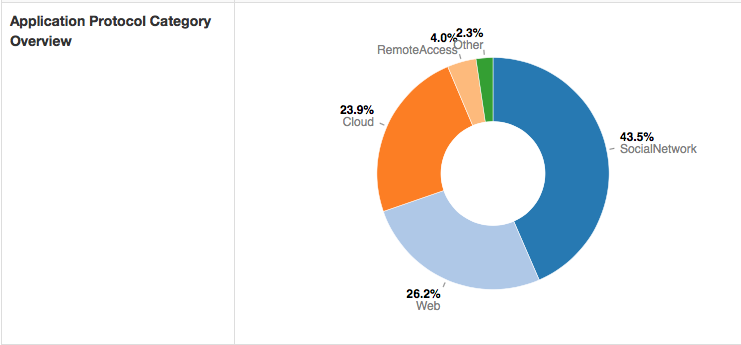 Application Protocol Category
Overview
4.0%
RemoteAccess
2.3%
Other
23.9%
Cloud
43.5%
SocialNetwork
26.2%
Web